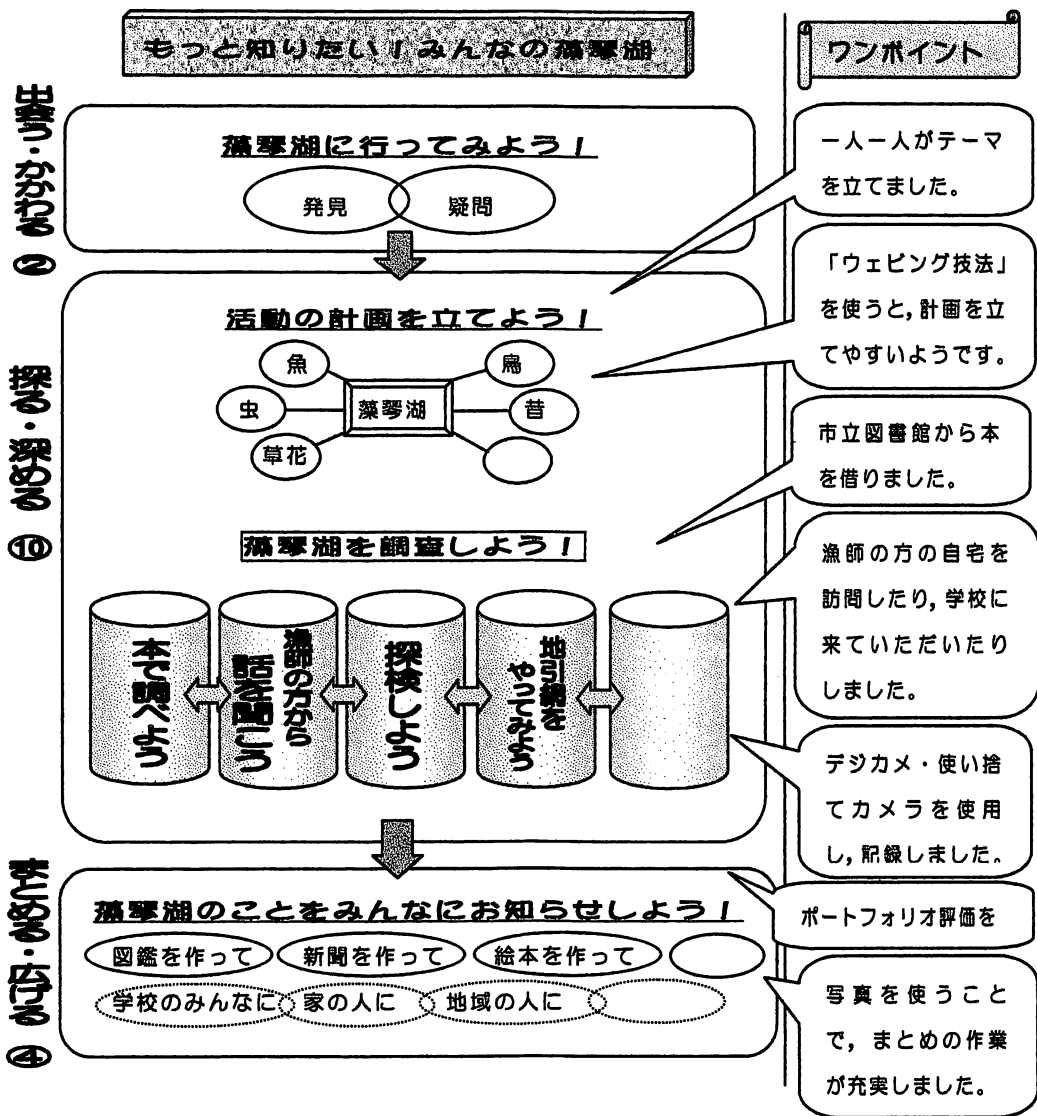 もっと知りたい！みんなの藻琴湖
ワンポイント
出会う・かかわる ②
藻琴湖に行ってみよう！
発見
疑問
一人一人がテーマ
を立てました。
探る・深める ⑩
活動の計画を立てよう！
魚
鳥
虫
藻琴湖
昔
草花
「ウェビング技法」
を使うと,計画を立
てやすいようです。
市立図書館から本
を借りました。
藻琴湖を調査しよう！
本で調べよう
漁師の方から
話を聞こう
探検しよう
地引網を
やってみよう
漁師の方の自宅を
訪問したり,学校に
来ていただいたり
しました。
デジカメ・使い捨
てカメラを使用
し,記録しました。
まとめる・広げる ④
藻琴湖のことをみんなにお知らせしよう！
図鑑を作って
新聞を作って
絵本を作って
学校のみんなに
家の人に
地域の人に
ポートフォリオ評価を
写真を使うこと
で，まとめの作業
が充実しました。